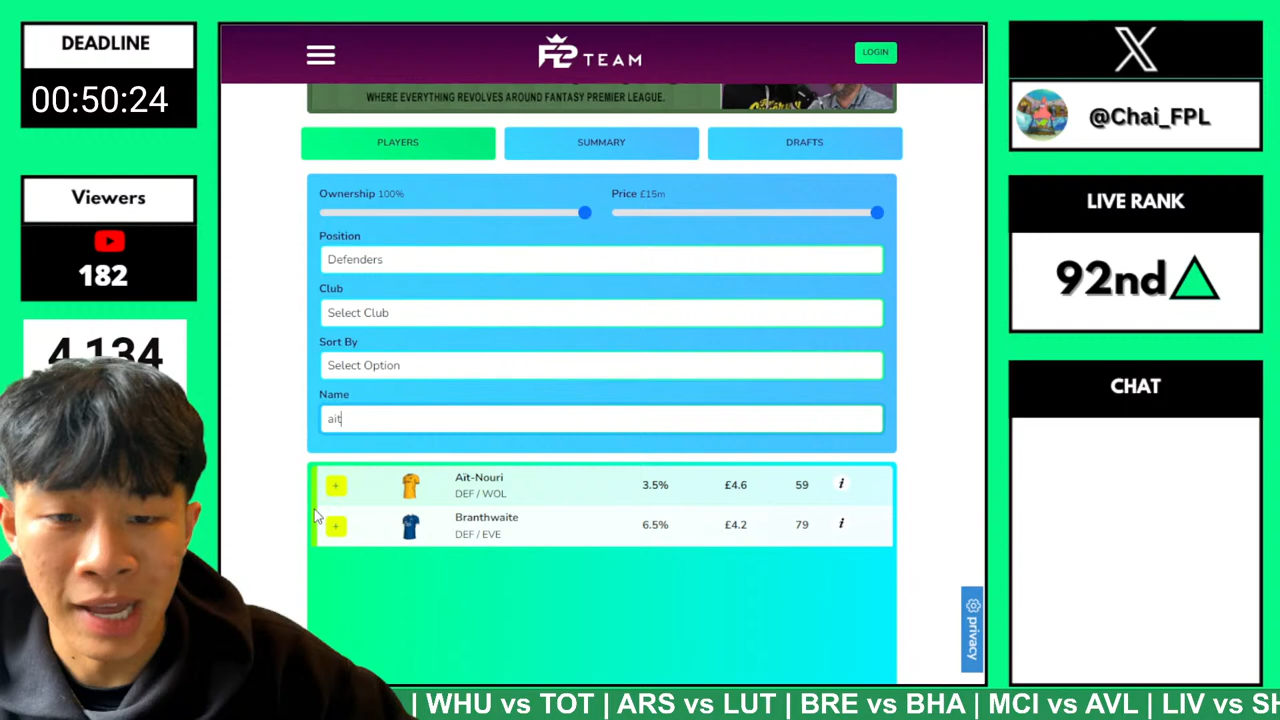 DEADLINE
00:50:24
Viewers
182
4,134
TEAM
LOGIN
WHERE EVERYTHING REVOLVES AROUND FANTASY PREMIER LEAGUE.
PLAYERS
SUMMARY
DRAFTS
Ownership 100%
Price £15m
Position
Defenders
Club
Select Club
Sort By
Select Option
Name
ait
+
Aït-Nouri
DEF / WOL
3.5%
£4.6
59
i
+
Branthwaite
DEF / EVE
6.5%
£4.2
79
i
privacy
X
@Chai_FPL
LIVE RANK
92nd
CHAT
| WHU vs TOT | ARS vs LUT | BRE vs BHA | MCI vs AVL | LIV vs SH